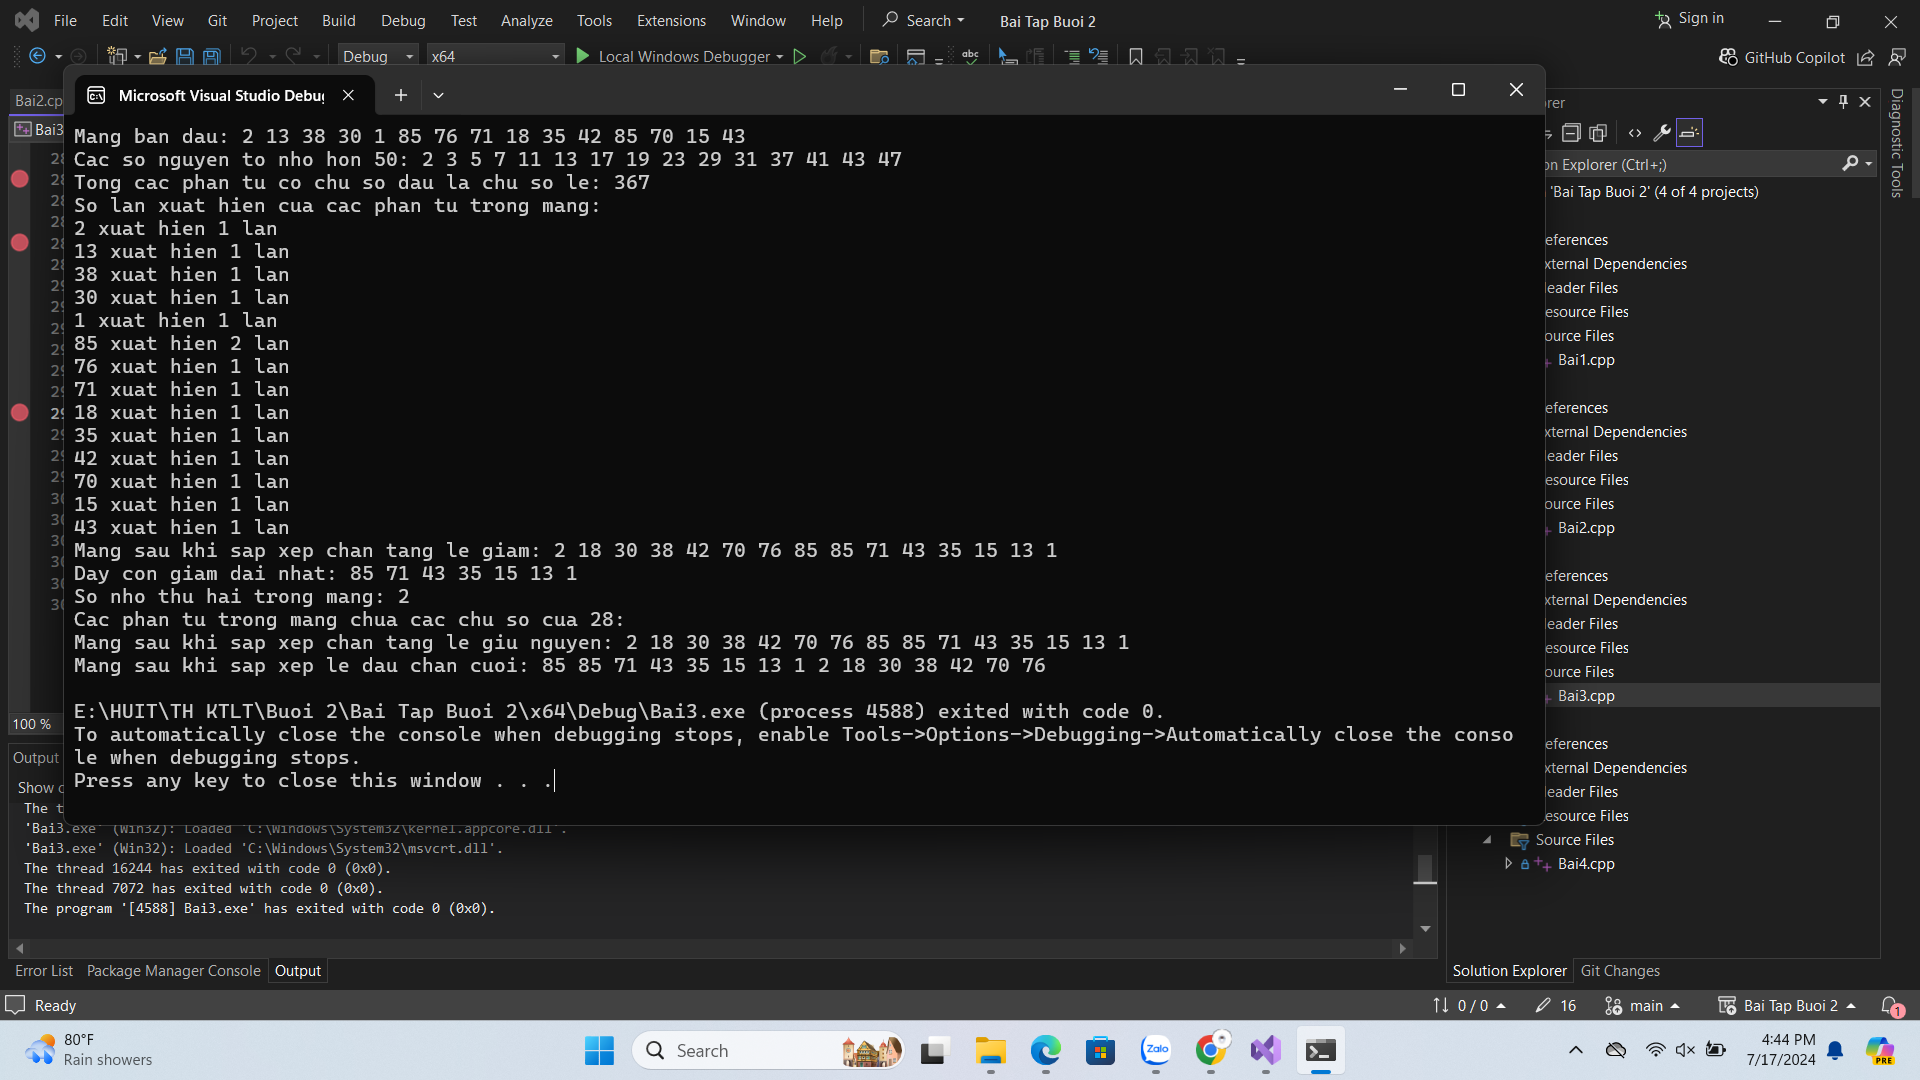 File Edit View Git Project Build Debug Test Analyze Tools Extensions Window Help Search Bai Tap Buoi 2 Sign in
Debug x64 Local Windows Debugger GitHub Copilot
Bai2.cp
Microsoft Visual Studio Debug
Bai3
Mang ban dau: 2 13 38 30 1 85 76 71 18 35 42 85 70 15 43
Cac so nguyen to nho hon 50: 2 3 5 7 11 13 17 19 23 29 31 37 41 43 47
Tong cac phan tu co chu so dau la chu so le: 367
So lan xuat hien cua cac phan tu trong mang:
2 xuat hien 1 lan
13 xuat hien 1 lan
38 xuat hien 1 lan
30 xuat hien 1 lan
1 xuat hien 1 lan
85 xuat hien 2 lan
76 xuat hien 1 lan
71 xuat hien 1 lan
18 xuat hien 1 lan
35 xuat hien 1 lan
42 xuat hien 1 lan
70 xuat hien 1 lan
15 xuat hien 1 lan
43 xuat hien 1 lan
Mang sau khi sap xep chan tang le giam: 2 18 30 38 42 70 76 85 85 71 43 35 15 13 1
Day con giam dai nhat: 85 71 43 35 15 13 1
So nho thu hai trong mang: 2
Cac phan tu trong mang chua cac chu so cua 28:
Mang sau khi sap xep chan tang le giu nguyen: 2 18 30 38 42 70 76 85 85 71 43 35 15 13 1
Mang sau khi sap xep le dau chan cuoi: 85 85 71 43 35 15 13 1 2 18 30 38 42 70 76
E:\HUIT\TH KTLT\Buoi 2\Bai Tap Buoi 2\x64\Debug\Bai3.exe (process 4588) exited with code 0.
To automatically close the console when debugging stops, enable Tools->Options->Debugging->Automatically close the conso
le when debugging stops.
Press any key to close this window . . .
100 %
Output
Show o
The t
'Bai3.exe' (Win32): Loaded 'C:\Windows\System32\kernel.appcore.dll'.
'Bai3.exe' (Win32): Loaded 'C:\Windows\System32\msvcrt.dll'.
The thread 16244 has exited with code 0 (0x0).
The thread 7072 has exited with code 0 (0x0).
The program '[4588] Bai3.exe' has exited with code 0 (0x0).
Error List Package Manager Console Output
orer
on Explorer (Ctrl+;)
'Bai Tap Buoi 2' (4 of 4 projects)
eferences
xternal Dependencies
eader Files
esource Files
ource Files
Bai1.cpp
eferences
xternal Dependencies
eader Files
esource Files
ource Files
Bai2.cpp
eferences
xternal Dependencies
eader Files
esource Files
ource Files
Bai3.cpp
eferences
xternal Dependencies
eader Files
esource Files
Source Files
Bai4.cpp
Solution Explorer Git Changes
Diagnostic Tools
Ready 0 / 0 16 main Bai Tap Buoi 2 1
80°F
Rain showers
Search
Zalo
4:44 PM
7/17/2024
PRE